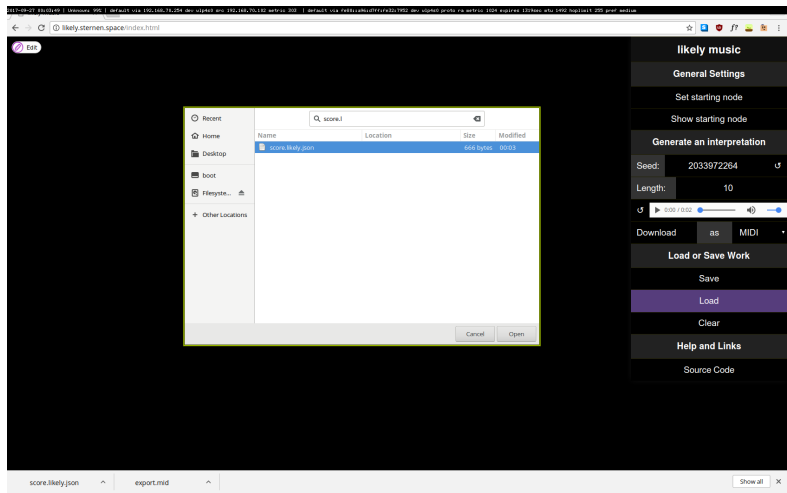 likely.sternen.space/index.html
Edit
likely music
General Settings
Set starting node
Show starting node
Generate an interpretation
Seed: 2033972264
Length: 10
0:00 / 0:02
Download as MIDI
Load or Save Work
Save
Load
Clear
Help and Links
Source Code
Recent
Home
Desktop
boot
Filesyste...
+ Other Locations
score.l
Name Location Size Modified
score.likely.json 666 bytes 00:03
Cancel Open
score.likely.json export.mid Show all